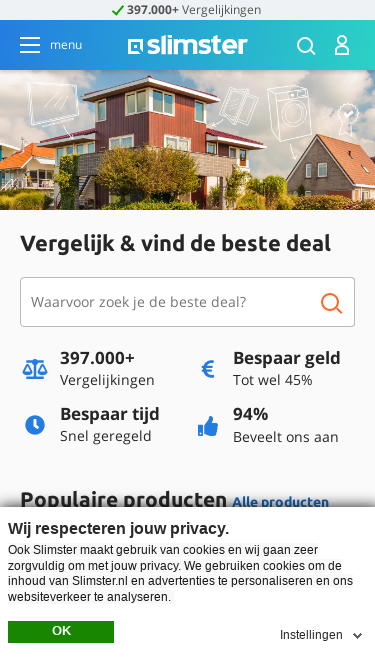 397.000+ Vergelijkingen
menu
slimster
Vergelijk & vind de beste deal
Waarvoor zoek je de beste deal?
397.000+
Vergelijkingen
Bespaar geld
Tot wel 45%
Bespaar tijd
Snel geregeld
94%
Beveelt ons aan
Populaire producten Alle producten
Wij respecteren jouw privacy.
Ook Slimster maakt gebruik van cookies en wij gaan zeer
zorgvuldig om met jouw privacy. We gebruiken cookies om de
inhoud van Slimster.nl en advertenties te personaliseren en ons
websiteverkeer te analyseren.
OK
Instellingen